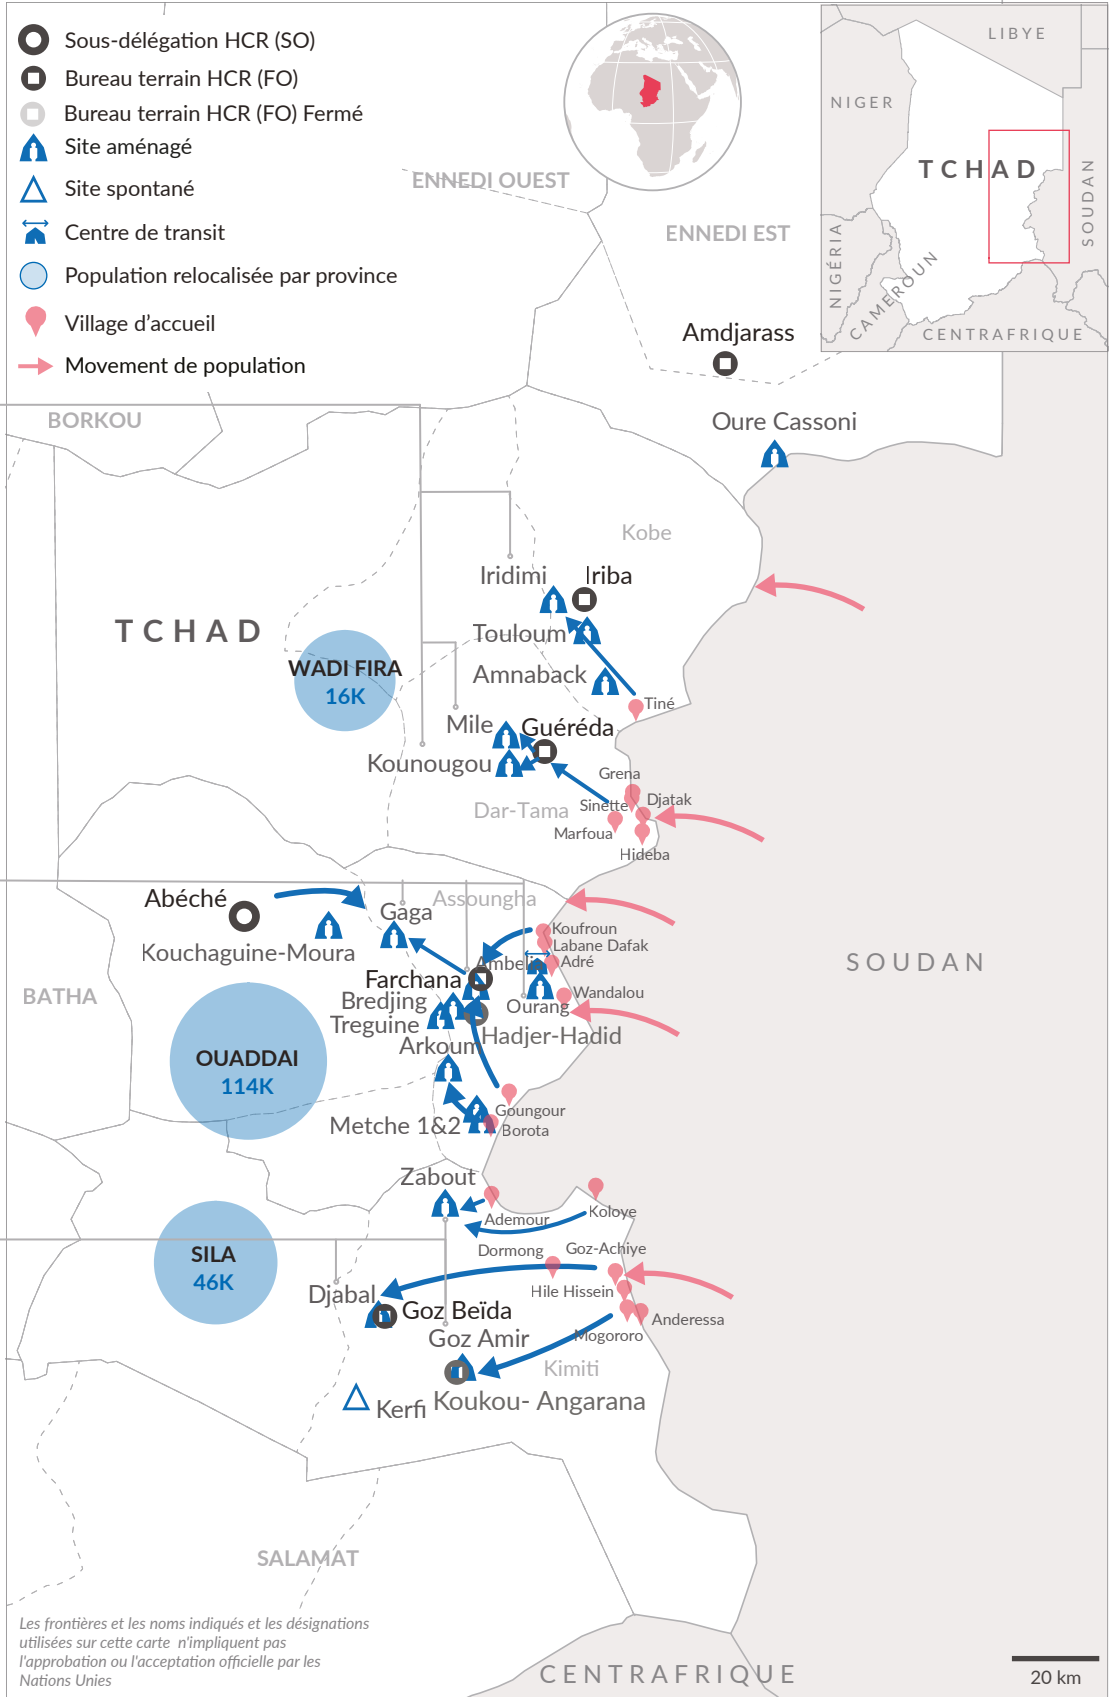 Sous-délégation HCR (SO)
Bureau terrain HCR (FO)
Bureau terrain HCR (FO) Fermé
Site aménagé
Site spontané
Centre de transit
Population relocalisée par province
Village d'accueil
Movement de population
LIBYE
NIGER
TCHAD
SOUDAN
NIGÉRIA
CAMEROUN
CENTRAFRIQUE
ENNEDI OUEST
ENNEDI EST
Amdjarass
BORKOU
Oure Cassoni
Kobe
Iridimi
Iriba
TCHAD
Touloum
WADI FIRA
16K
Amnaback
Tiné
Mile
Guéréda
Kounougou
Grena
Sinette
Djatak
Dar-Tama
Marfoua
Hideba
Abéché
Assoungha
Gaga
Koufroun
Labane Dafak
Kouchaguine-Moura
Ambelia
Adré
SOUDAN
Farchana
BATHA
Bredjing
Wandalou
Ourang
Treguine
Hadjer-Hadid
Arkoum
OUADDAI
114K
Goungour
Metche 1&2
Borota
Zabout
Ademour
Koloye
Dormong
Goz-Achiye
SILA
46K
Djabal
Hile Hissein
Goz Beïda
Anderessa
Goz Amir
Mogororo
Kimiti
Kerfi
Koukou- Angarana
SALAMAT
Les frontières et les noms indiqués et les désignations
utilisées sur cette carte n'impliquent pas
l'approbation ou l'acceptation officielle par les
Nations Unies
CENTRAFRIQUE
20 km